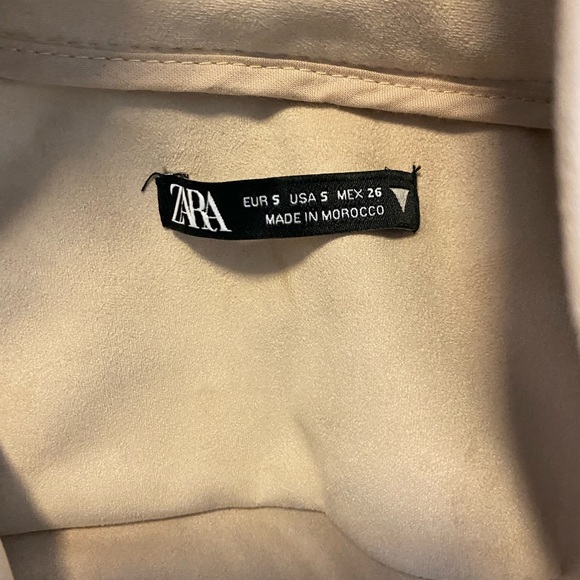 ZARA
EUR S USA S MEX 26
MADE IN MOROCCO